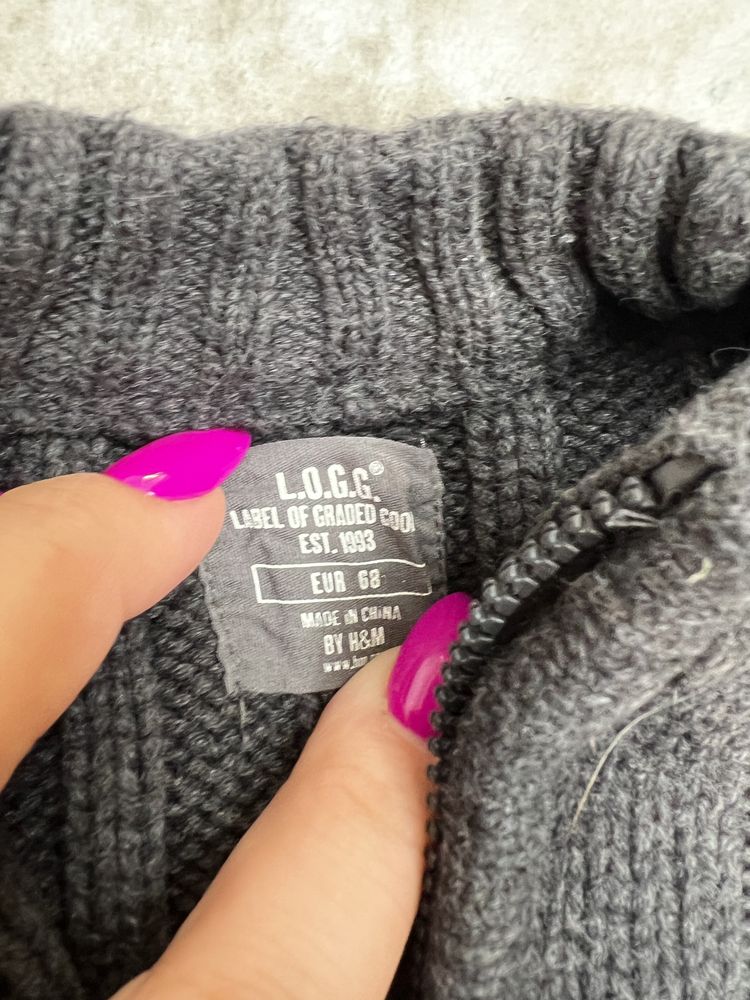 L.O.G.G.®
LABEL OF GRADED GOO
EST. 1993
EUR 68
MADE IN CHINA
BY H&M